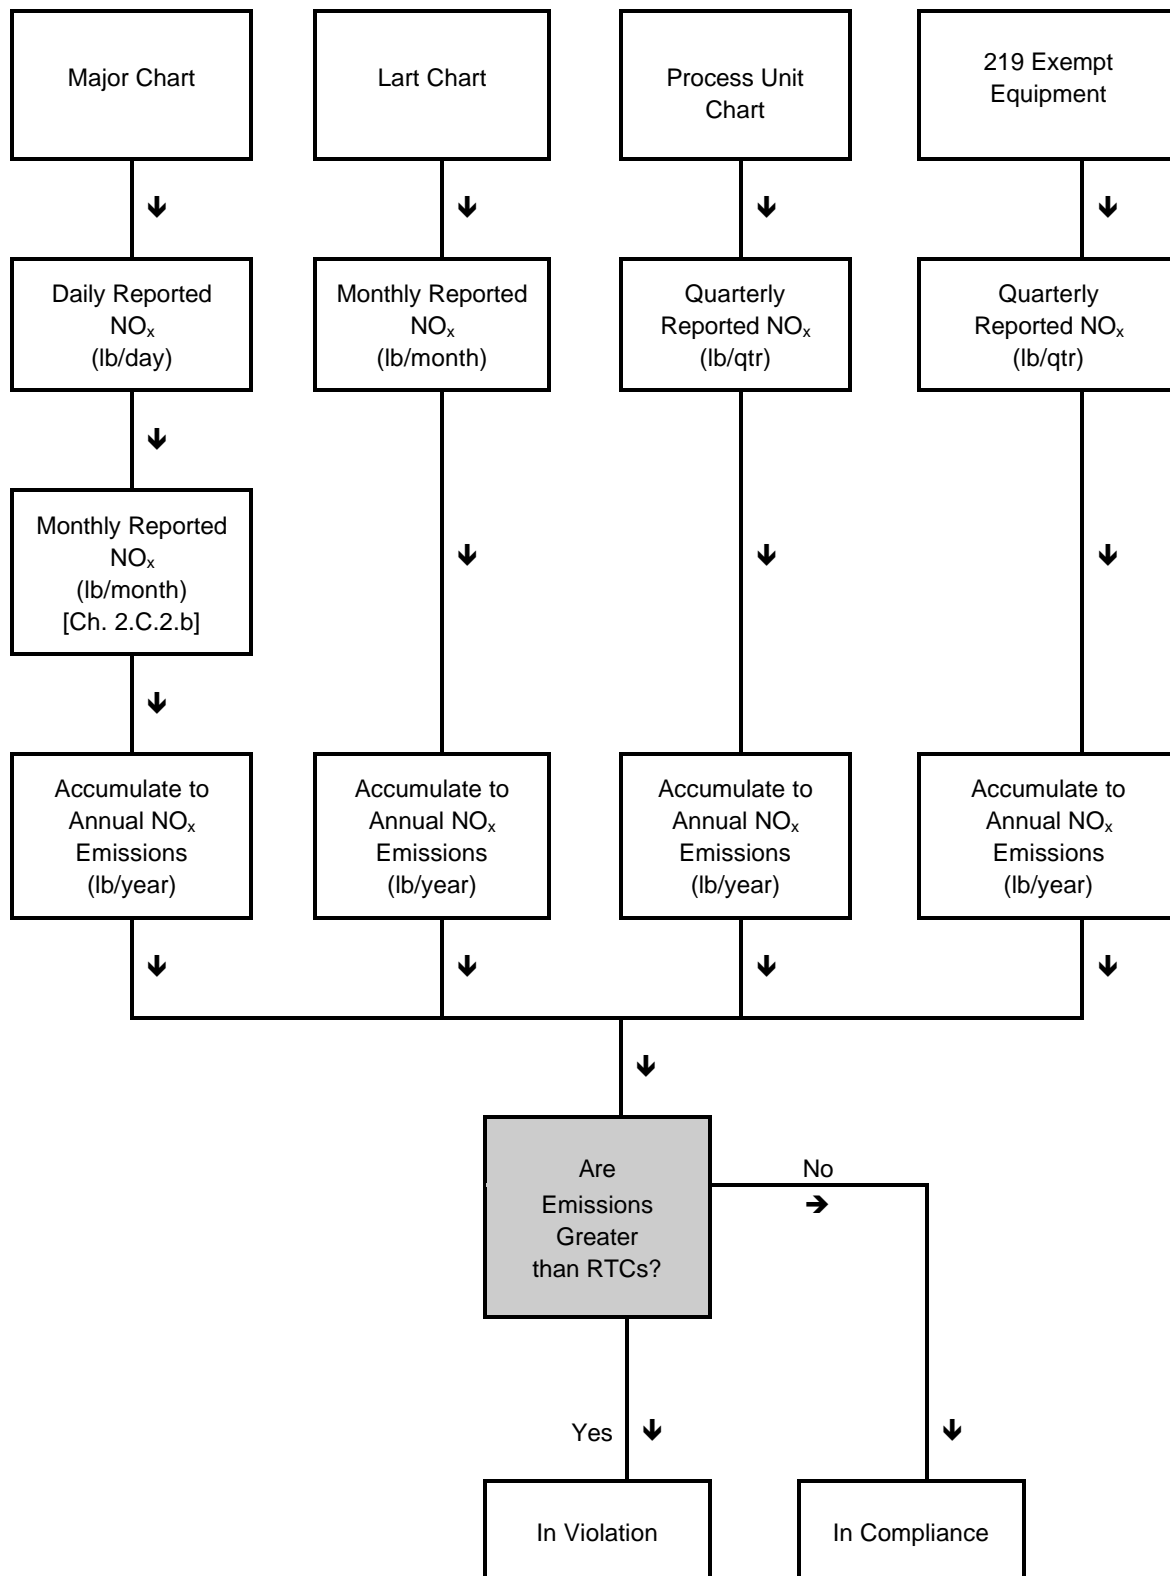 Major Chart
Lart Chart
Process Unit
Chart
219 Exempt
Equipment
Daily Reported
NOₓ
(lb/day)
Monthly Reported
NOₓ
(lb/month)
Quarterly
Reported NOₓ
(lb/qtr)
Quarterly
Reported NOₓ
(lb/qtr)
Monthly Reported
NOₓ
(lb/month)
[Ch. 2.C.2.b]
Accumulate to
Annual NOₓ
Emissions
(lb/year)
Accumulate to
Annual NOₓ
Emissions
(lb/year)
Accumulate to
Annual NOₓ
Emissions
(lb/year)
Accumulate to
Annual NOₓ
Emissions
(lb/year)
Are
Emissions
Greater
than RTCs?
No
Yes
In Violation
In Compliance